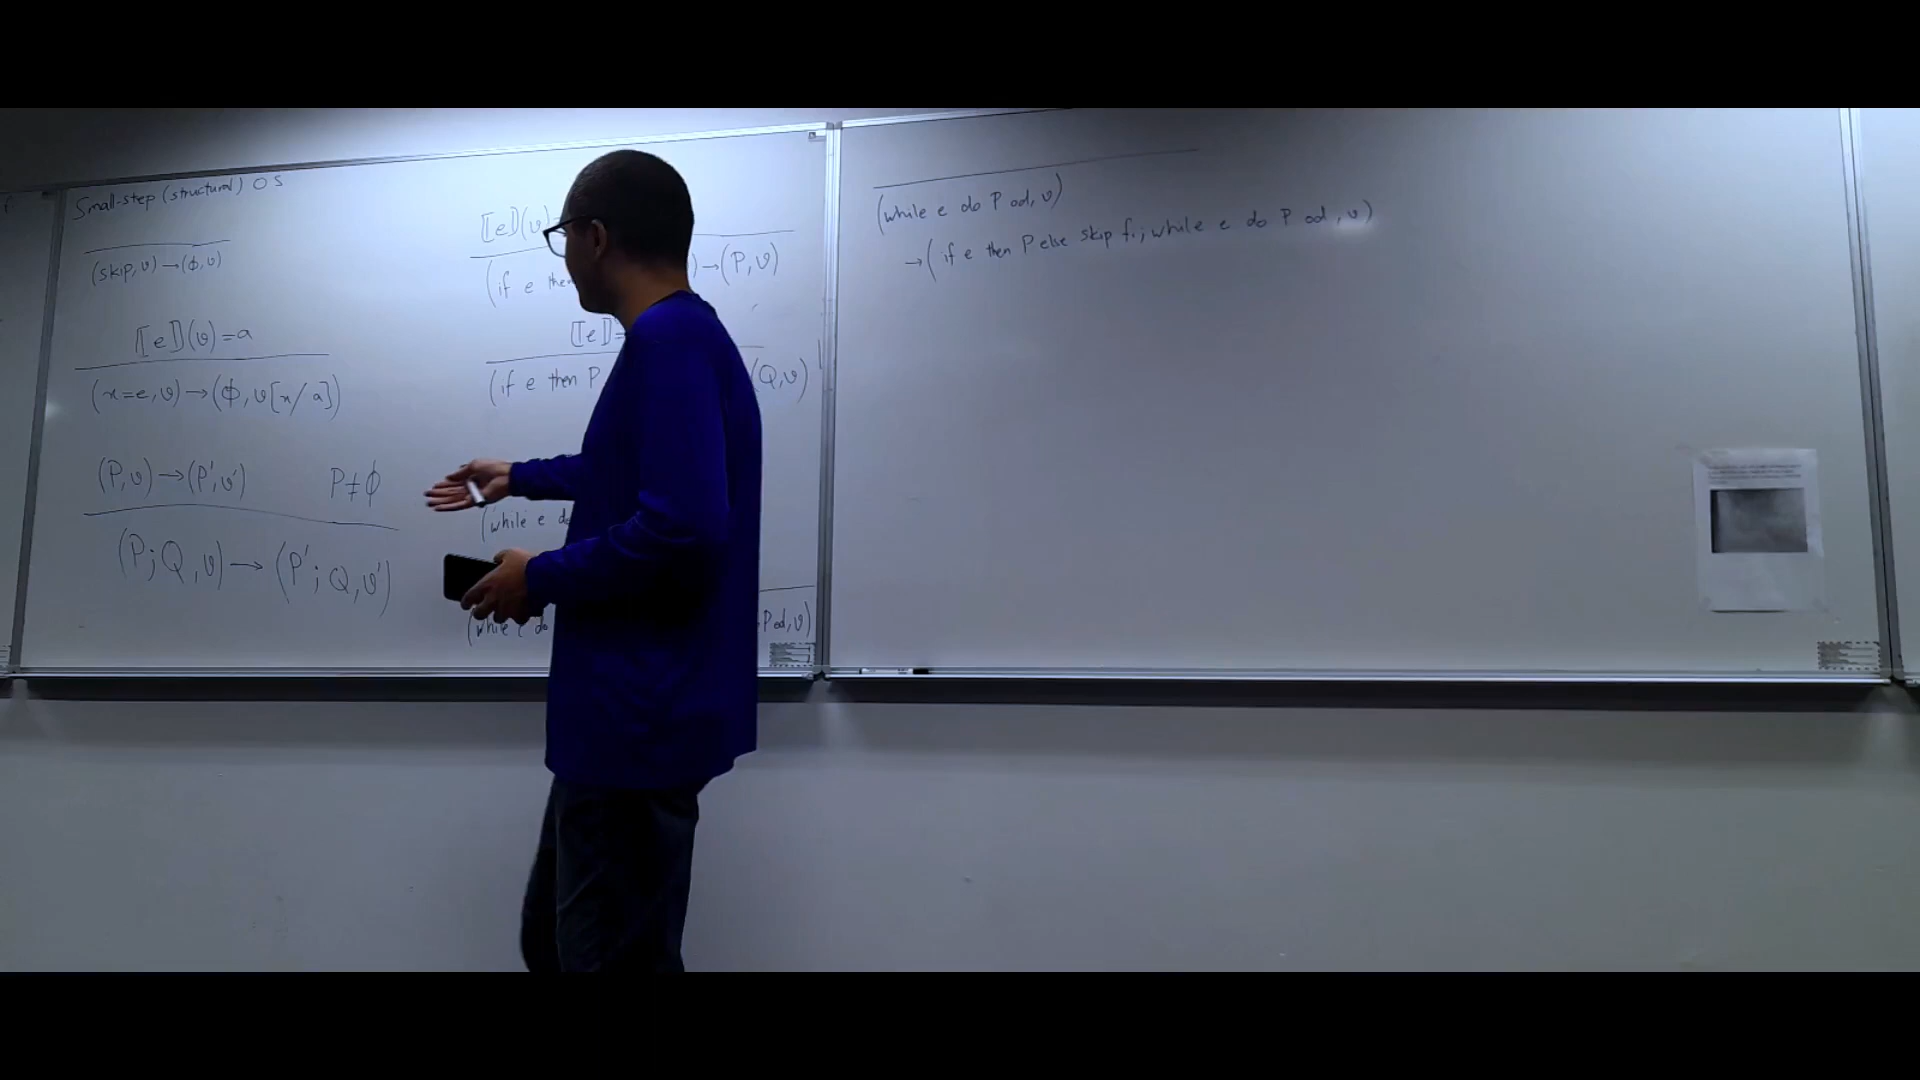 Small-step (structural) OS
(skip, υ) → (ϕ, υ)
⟦e⟧(υ) = a
(x=e, υ) → (ϕ, υ[x/a])
(P, υ) → (P', υ') P ≠ ϕ
(P; Q, υ) → (P'; Q, υ')
⟦e⟧(υ)=
(if e then ) → (P, υ)
⟦e⟧=
(if e then P (Q, υ)
(while e do
(while e do P od, υ)
(while e do P od, υ)
→ (if e then P else skip fi; while e do P od, υ)